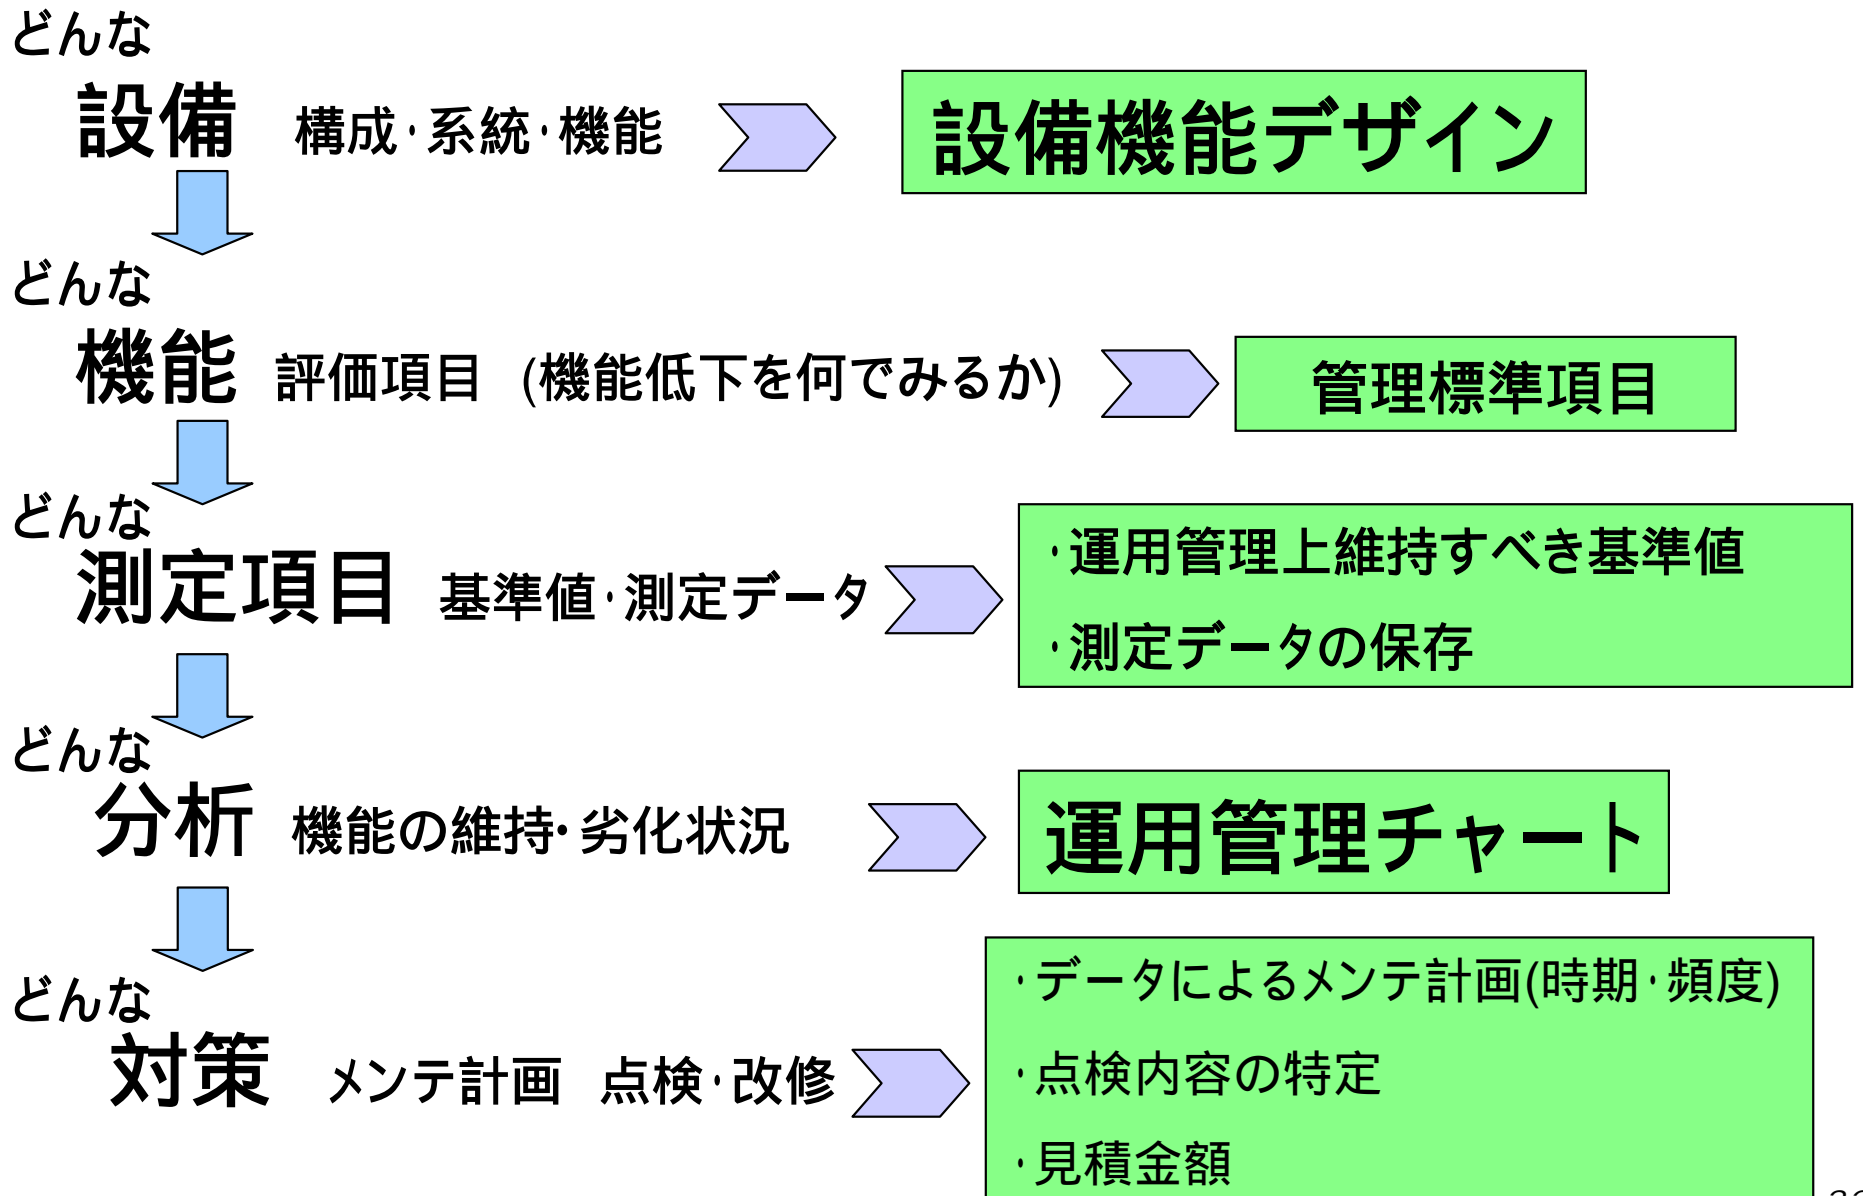 どんな
設備 構成・系統・機能 設備機能デザイン
どんな
機能 評価項目 (機能低下を何でみるか) 管理標準項目
どんな
測定項目 基準値・測定データ
・運用管理上維持すべき基準値
・測定データの保存
どんな
分析 機能の維持・劣化状況 運用管理チャート
どんな
対策 メンテ計画 点検・改修
・データによるメンテ計画(時期・頻度)
・点検内容の特定
・見積金額